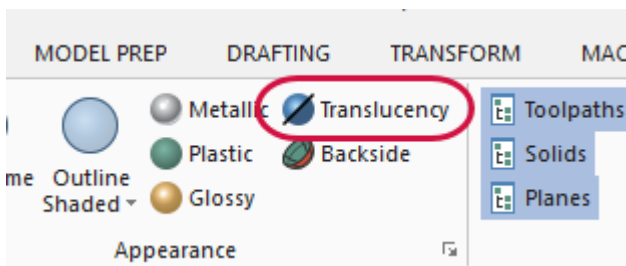 MODEL PREP DRAFTING TRANSFORM MAC
Metallic Translucency Toolpaths
Plastic Backside Solids
me Outline
Shaded Glossy Planes
Appearance